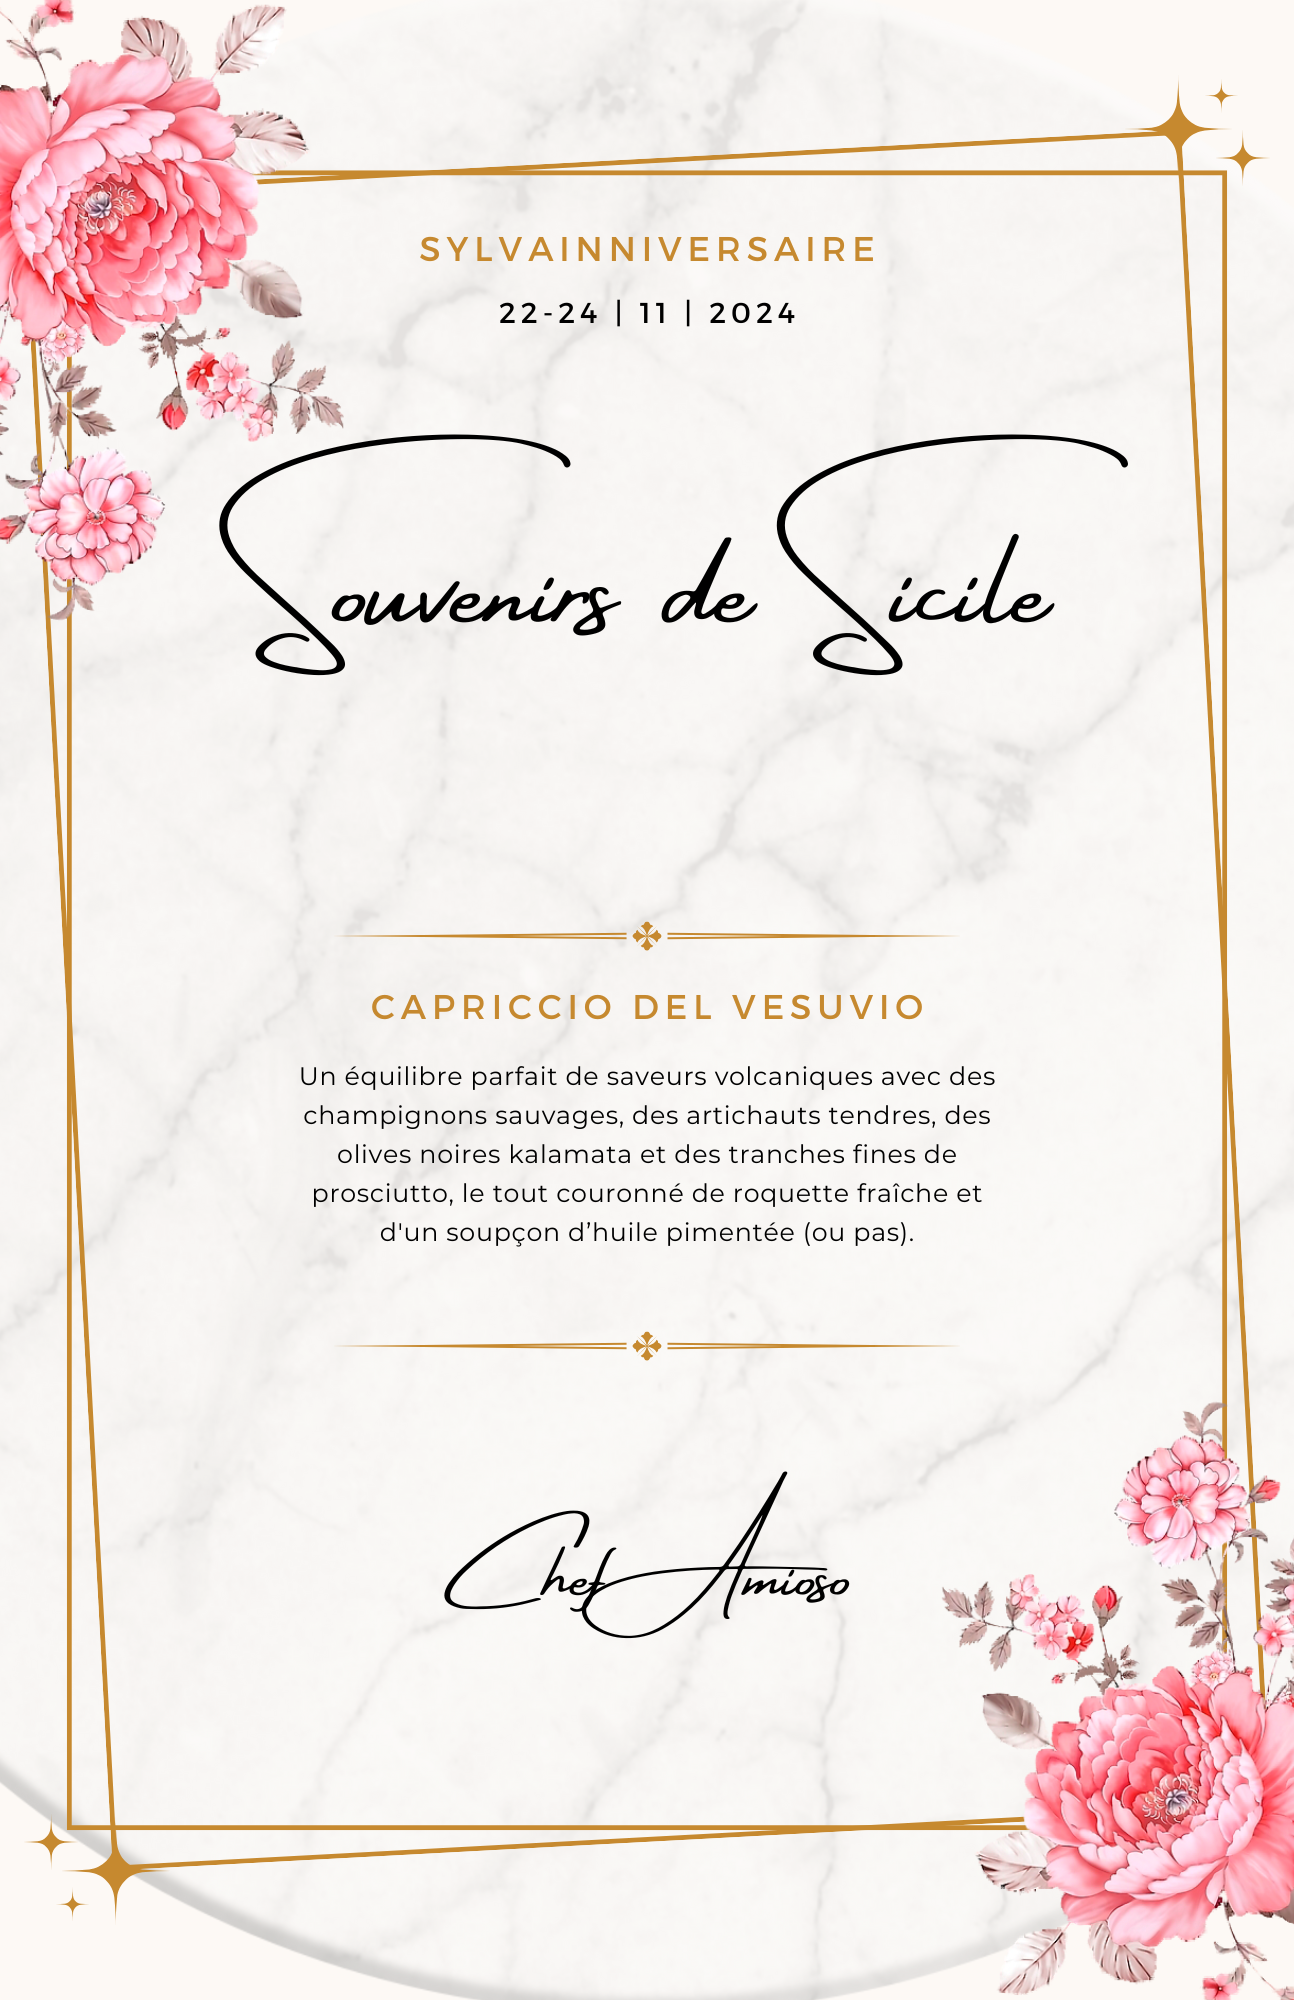 SYLVAINNIVERSAIRE
22-24 | 11 | 2024
Souvenirs de Sicile
CAPRICCIO DEL VESUVIO
Un équilibre parfait de saveurs volcaniques avec des
champignons sauvages, des artichauts tendres, des
olives noires kalamata et des tranches fines de
prosciutto, le tout couronné de roquette fraîche et
d'un soupçon d’huile pimentée (ou pas).
Chef Amioso